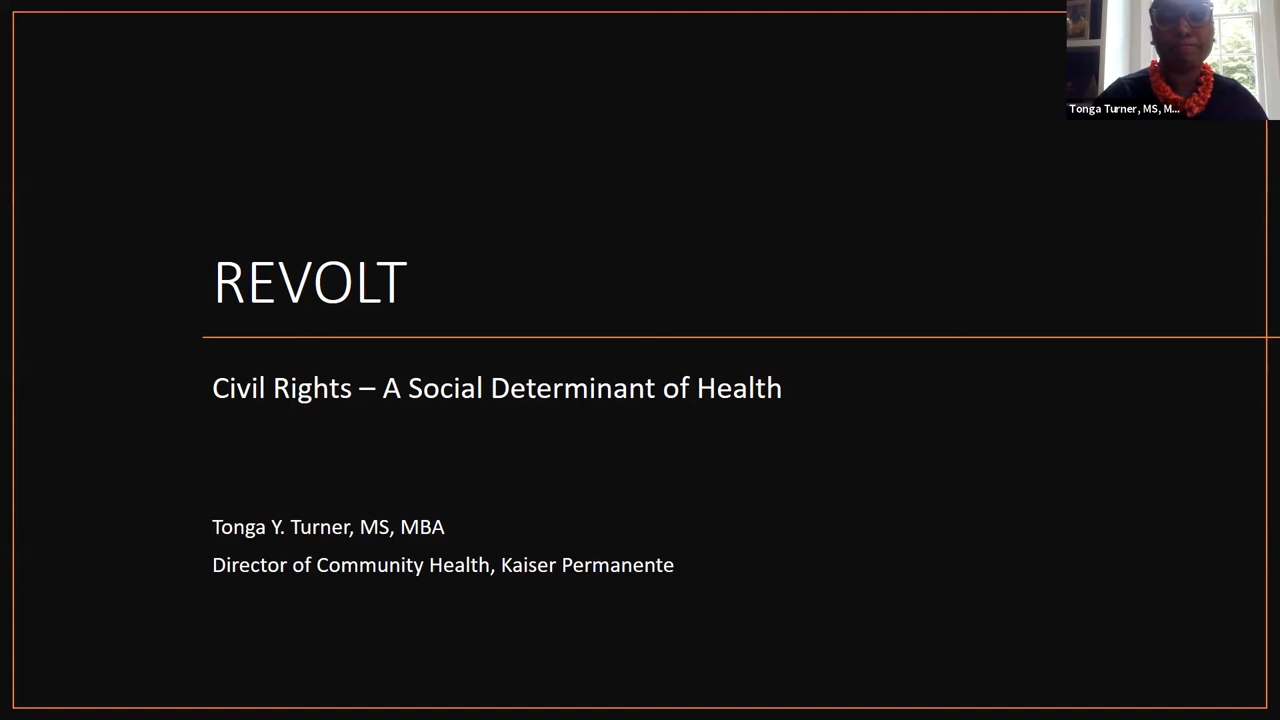 Tonga Turner, MS, M...
REVOLT
Civil Rights – A Social Determinant of Health
Tonga Y. Turner, MS, MBA
Director of Community Health, Kaiser Permanente